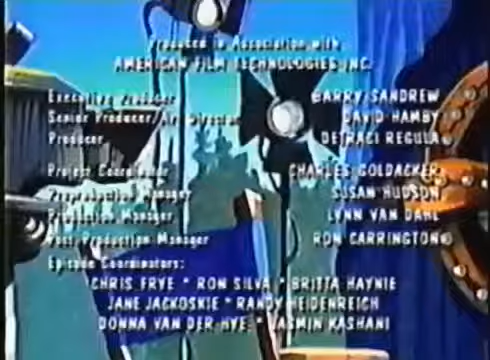 Produced in Association with
AMERICAN FILM TECHNOLOGIES INC.
Executive Producer BARRY SANDREW
Senior Producer/Art Director DAVID HAMBY
Producer DETRACI REGULA
Project Coordinator CHARLES GOLDACKER
Preproduction Manager SUSAN HUDSON
Production Manager LYNN VAN DAHL
Post Production Manager RON CARRINGTON
Episode Coordinators:
CHRIS FRYE * RON SILVA * BRITTA HAYNIE
JANE JACKOSKIE * RANDY HEIDENREICH
DONNA VAN DER HYE * JASMIN KASHANI